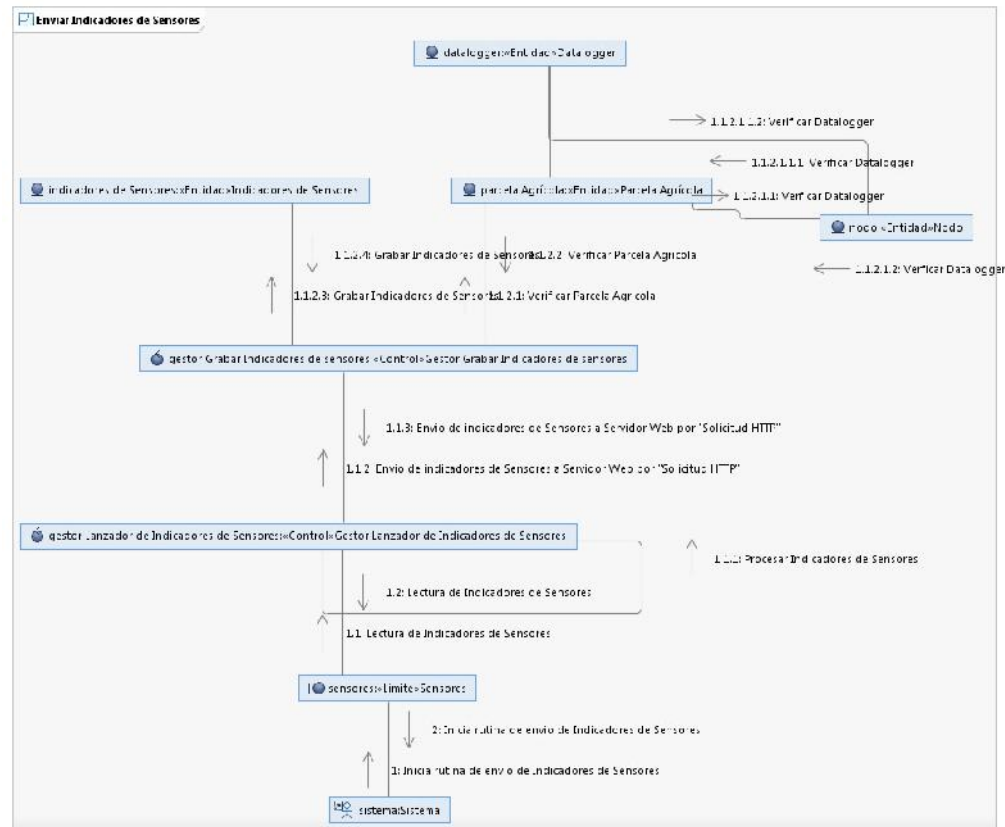 Enviar Indicadores de Sensores
datalogger:«Entidad»Datalogger
1.1.2.1.1.2: Verificar Datalogger
1.1.2.1.1.1: Verificar Datalogger
indicadores de Sensores:«Entidad»Indicadores de Sensores
parcela Agrícola:«Entidad»Parcela Agrícola
1.1.2.1.1: Verificar Datalogger
nodo:«Entidad»Nodo
1.1.2.4: Grabar Indicadores de Sensores
1.1.2.2: Verificar Parcela Agricola
1.1.2.1.2: Verificar Datalogger
1.1.2.3: Grabar Indicadores de Sensores
1.1.2.1: Verificar Parcela Agricola
gestor Grabar Indicadores de sensores:«Control»Gestor Grabar Indicadores de sensores
1.1.3: Envio de indicadores de Sensores a Servidor Web por "Solicitud HTTP"
1.1.2: Envio de indicadores de Sensores a Servidor Web por "Solicitud HTTP"
gestor Lanzador de Indicadores de Sensores:«Control»Gestor Lanzador de Indicadores de Sensores
1.1.1: Procesar Indicadores de Sensores
1.2: Lectura de Indicadores de Sensores
1.1: Lectura de Indicadores de Sensores
sensores:«Limite»Sensores
2: Inicia rutina de envio de Indicadores de Sensores
1: Inicia rutina de envio de Indicadores de Sensores
sistema:Sistema